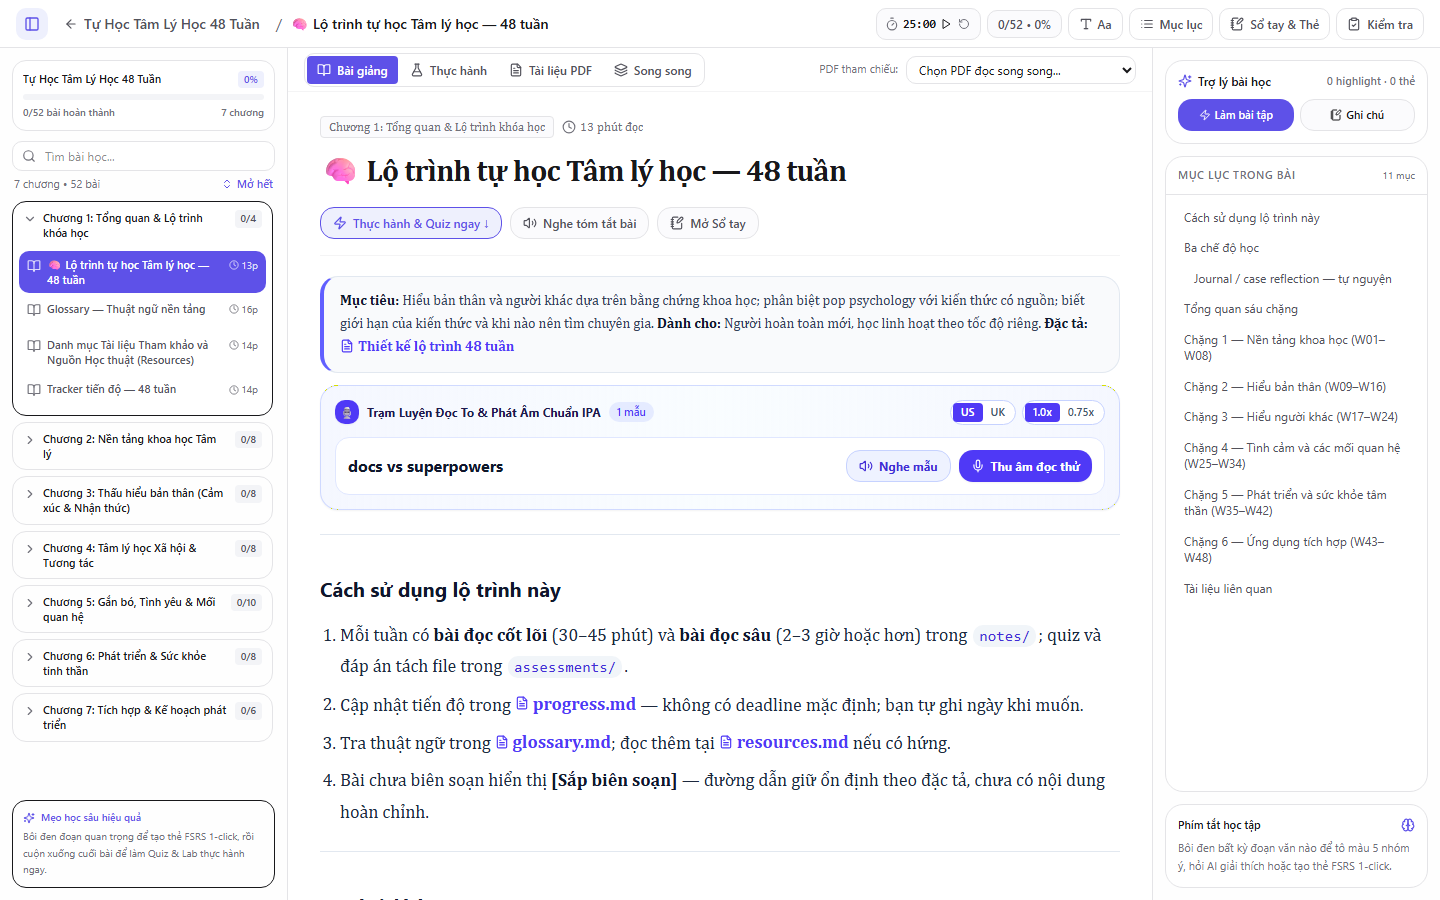 Tự Học Tâm Lý Học 48 Tuần / 🧠 Lộ trình tự học Tâm lý học — 48 tuần
25:00
0/52 • 0%
Aa
Mục lục
Sổ tay & Thẻ
Kiểm tra
Tự Học Tâm Lý Học 48 Tuần 0%
0/52 bài hoàn thành 7 chương
Tìm bài học...
7 chương • 52 bài Mở hết
Chương 1: Tổng quan & Lộ trình 0/4
khóa học
🧠 Lộ trình tự học Tâm lý học — 13p
48 tuần
Glossary — Thuật ngữ nền tảng 16p
Danh mục Tài liệu Tham khảo và 14p
Nguồn Học thuật (Resources)
Tracker tiến độ — 48 tuần 14p
Chương 2: Nền tảng khoa học Tâm 0/8
lý
Chương 3: Thấu hiểu bản thân (Cảm 0/8
xúc & Nhận thức)
Chương 4: Tâm lý học Xã hội & 0/8
Tương tác
Chương 5: Gắn bó, Tình yêu & Mối 0/10
quan hệ
Chương 6: Phát triển & Sức khỏe 0/8
tinh thần
Chương 7: Tích hợp & Kế hoạch phát 0/6
triển
Mẹo học sâu hiệu quả
Bôi đen đoạn quan trọng để tạo thẻ FSRS 1-click, rồi
cuộn xuống cuối bài để làm Quiz & Lab thực hành
ngay.
Bài giảng Thực hành Tài liệu PDF Song song
PDF tham chiếu: Chọn PDF đọc song song...
Chương 1: Tổng quan & Lộ trình khóa học 13 phút đọc
🧠 Lộ trình tự học Tâm lý học — 48 tuần
Thực hành & Quiz ngay ↓ Nghe tóm tắt bài Mở Sổ tay
Mục tiêu: Hiểu bản thân và người khác dựa trên bằng chứng khoa học; phân biệt pop psychology với kiến thức có nguồn; biết
giới hạn của kiến thức và khi nào nên tìm chuyên gia. Dành cho: Người hoàn toàn mới, học linh hoạt theo tốc độ riêng. Đặc tả:
Thiết kế lộ trình 48 tuần
Trạm Luyện Đọc To & Phát Âm Chuẩn IPA 1 mẫu US UK 1.0x 0.75x
docs vs superpowers Nghe mẫu Thu âm đọc thử
Cách sử dụng lộ trình này
1. Mỗi tuần có bài đọc cốt lõi (30–45 phút) và bài đọc sâu (2–3 giờ hoặc hơn) trong notes/ ; quiz và
đáp án tách file trong assessments/ .
2. Cập nhật tiến độ trong progress.md — không có deadline mặc định; bạn tự ghi ngày khi muốn.
3. Tra thuật ngữ trong glossary.md; đọc thêm tại resources.md nếu có hứng.
4. Bài chưa biên soạn hiển thị [Sắp biên soạn] — đường dẫn giữ ổn định theo đặc tả, chưa có nội dung
hoàn chỉnh.
Trợ lý bài học 0 highlight · 0 thẻ
Làm bài tập Ghi chú
MỤC LỤC TRONG BÀI 11 mục
Cách sử dụng lộ trình này
Ba chế độ học
Journal / case reflection — tự nguyện
Tổng quan sáu chặng
Chặng 1 — Nền tảng khoa học (W01–
W08)
Chặng 2 — Hiểu bản thân (W09–W16)
Chặng 3 — Hiểu người khác (W17–W24)
Chặng 4 — Tình cảm và các mối quan hệ
(W25–W34)
Chặng 5 — Phát triển và sức khỏe tâm
thần (W35–W42)
Chặng 6 — Ứng dụng tích hợp (W43–
W48)
Tài liệu liên quan
Phím tắt học tập
Bôi đen bất kỳ đoạn văn nào để tô màu 5 nhóm
ý, hỏi AI giải thích hoặc tạo thẻ FSRS 1-click.